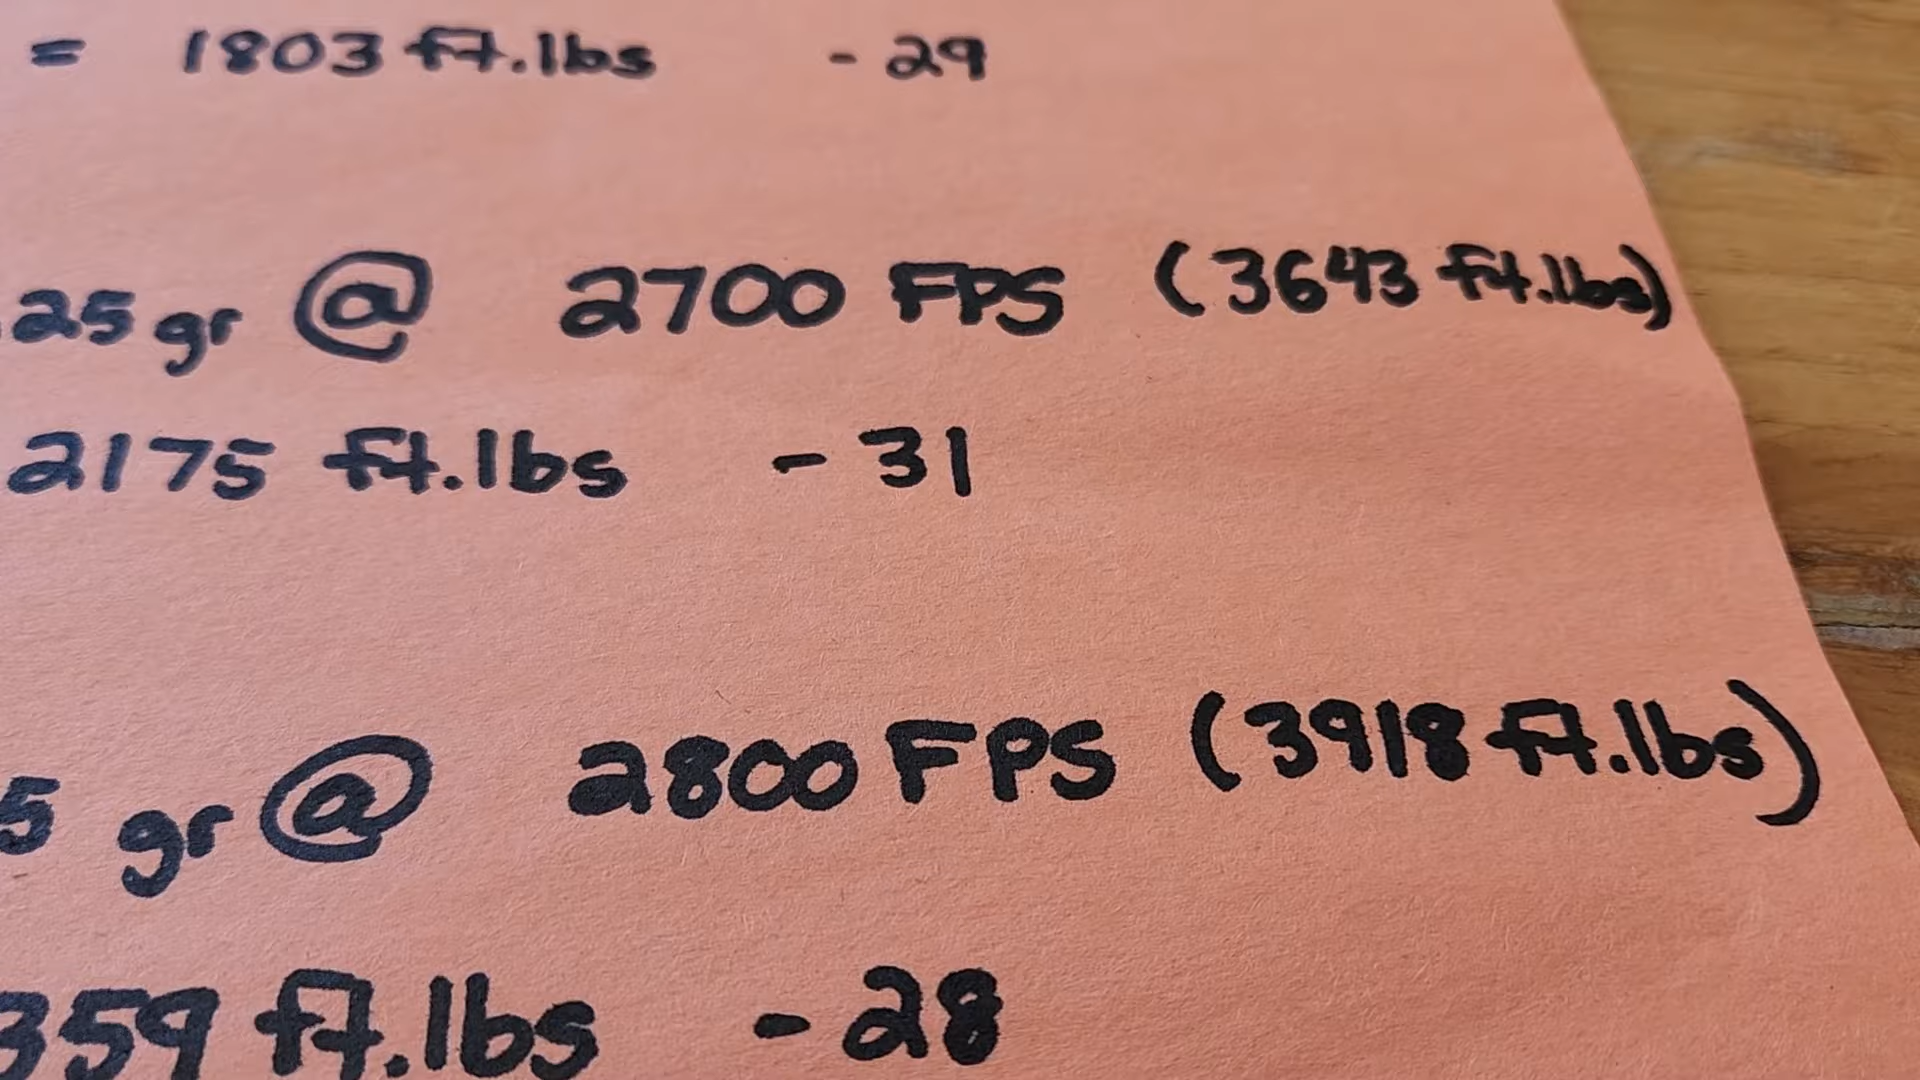 = 1803 ft.lbs - 29
25 gr @ 2700 FPS (3643 ft.lbs)
2175 ft.lbs - 31
5 gr @ 2800 FPS (3918 ft.lbs)
359 ft.lbs - 28